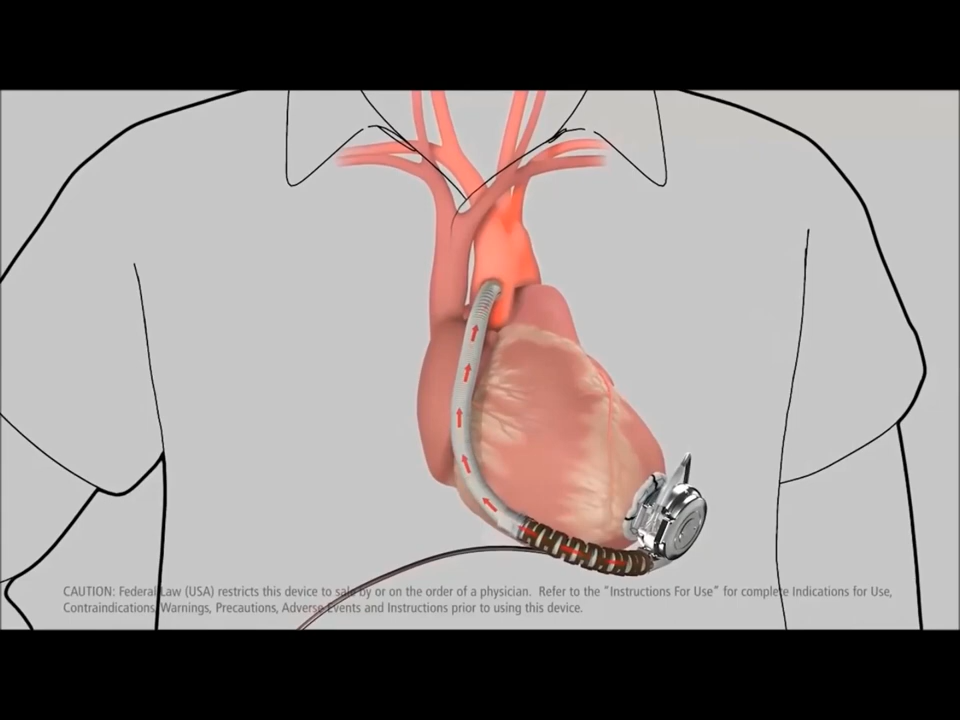 CAUTION: Federal Law (USA) restricts this device to sale by or on the order of a physician. Refer to the "Instructions For Use" for complete Indications for Use,
Contraindications, Warnings, Precautions, Adverse Events and Instructions prior to using this device.